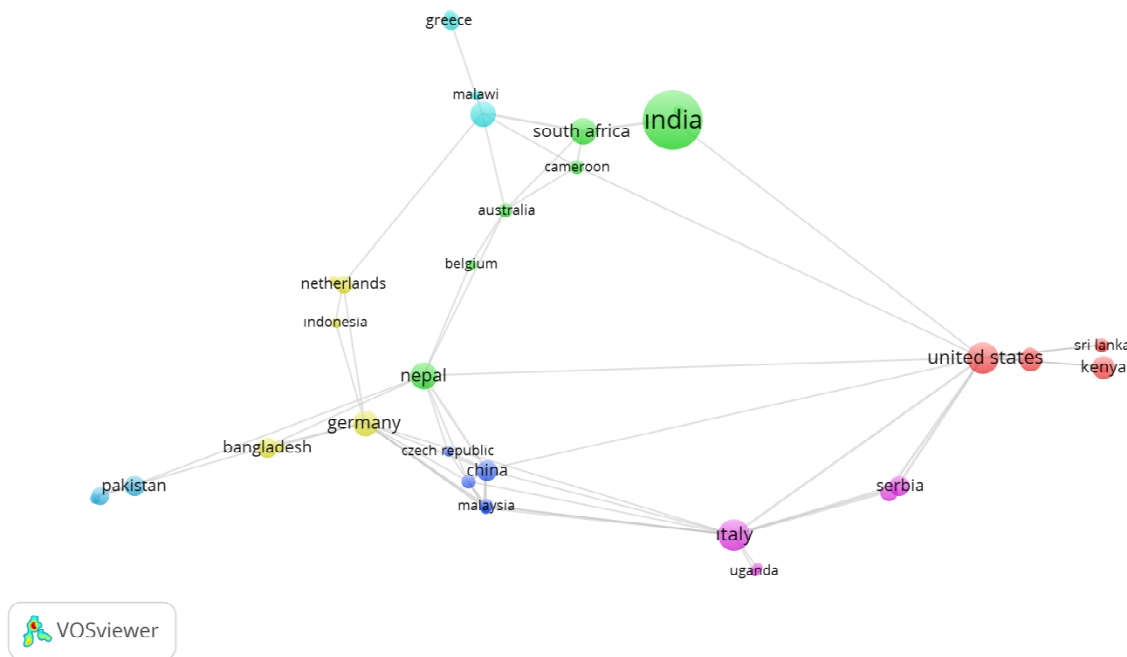 greece
malawi
india
south africa
cameroon
australia
belgium
netherlands
indonesia
sri lanka
united states
kenya
nepal
germany
bangladesh
czech republic
china
pakistan
serbia
malaysia
italy
uganda
VOSviewer